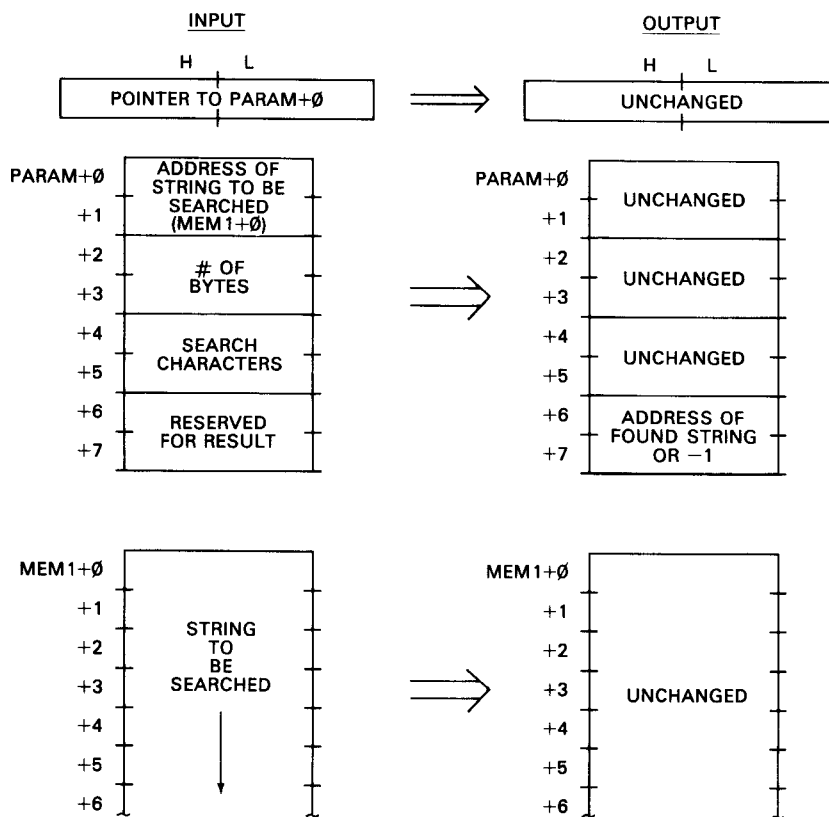 INPUT
OUTPUT
H L
H L
POINTER TO PARAM+Ø
UNCHANGED
PARAM+Ø
+1
+2
+3
+4
+5
+6
+7
ADDRESS OF
STRING TO BE
SEARCHED
(MEM1+Ø)
# OF
BYTES
SEARCH
CHARACTERS
RESERVED
FOR RESULT
PARAM+Ø
+1
+2
+3
+4
+5
+6
+7
UNCHANGED
UNCHANGED
UNCHANGED
ADDRESS OF
FOUND STRING
OR −1
MEM1+Ø
+1
+2
+3
+4
+5
+6
STRING
TO
BE
SEARCHED
MEM1+Ø
+1
+2
+3
+4
+5
+6
UNCHANGED